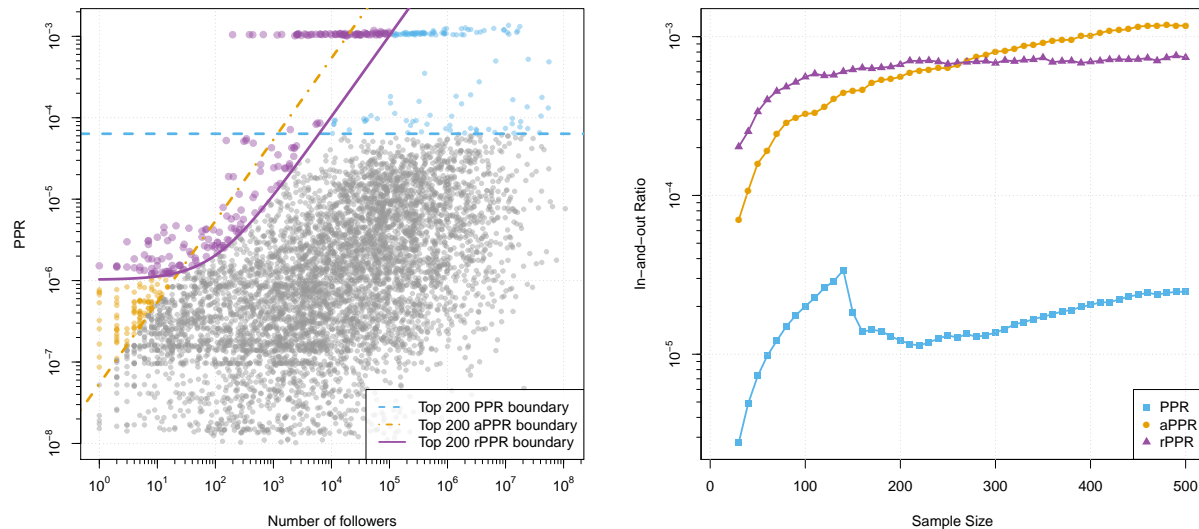 10^-3
10^-4
10^-5
10^-6
10^-7
10^-8
PPR
10^0 10^1 10^2 10^3 10^4 10^5 10^6 10^7 10^8
Number of followers
Top 200 PPR boundary
Top 200 aPPR boundary
Top 200 rPPR boundary
10^-3
10^-4
10^-5
In−and−out Ratio
0 100 200 300 400 500
Sample Size
PPR
aPPR
rPPR